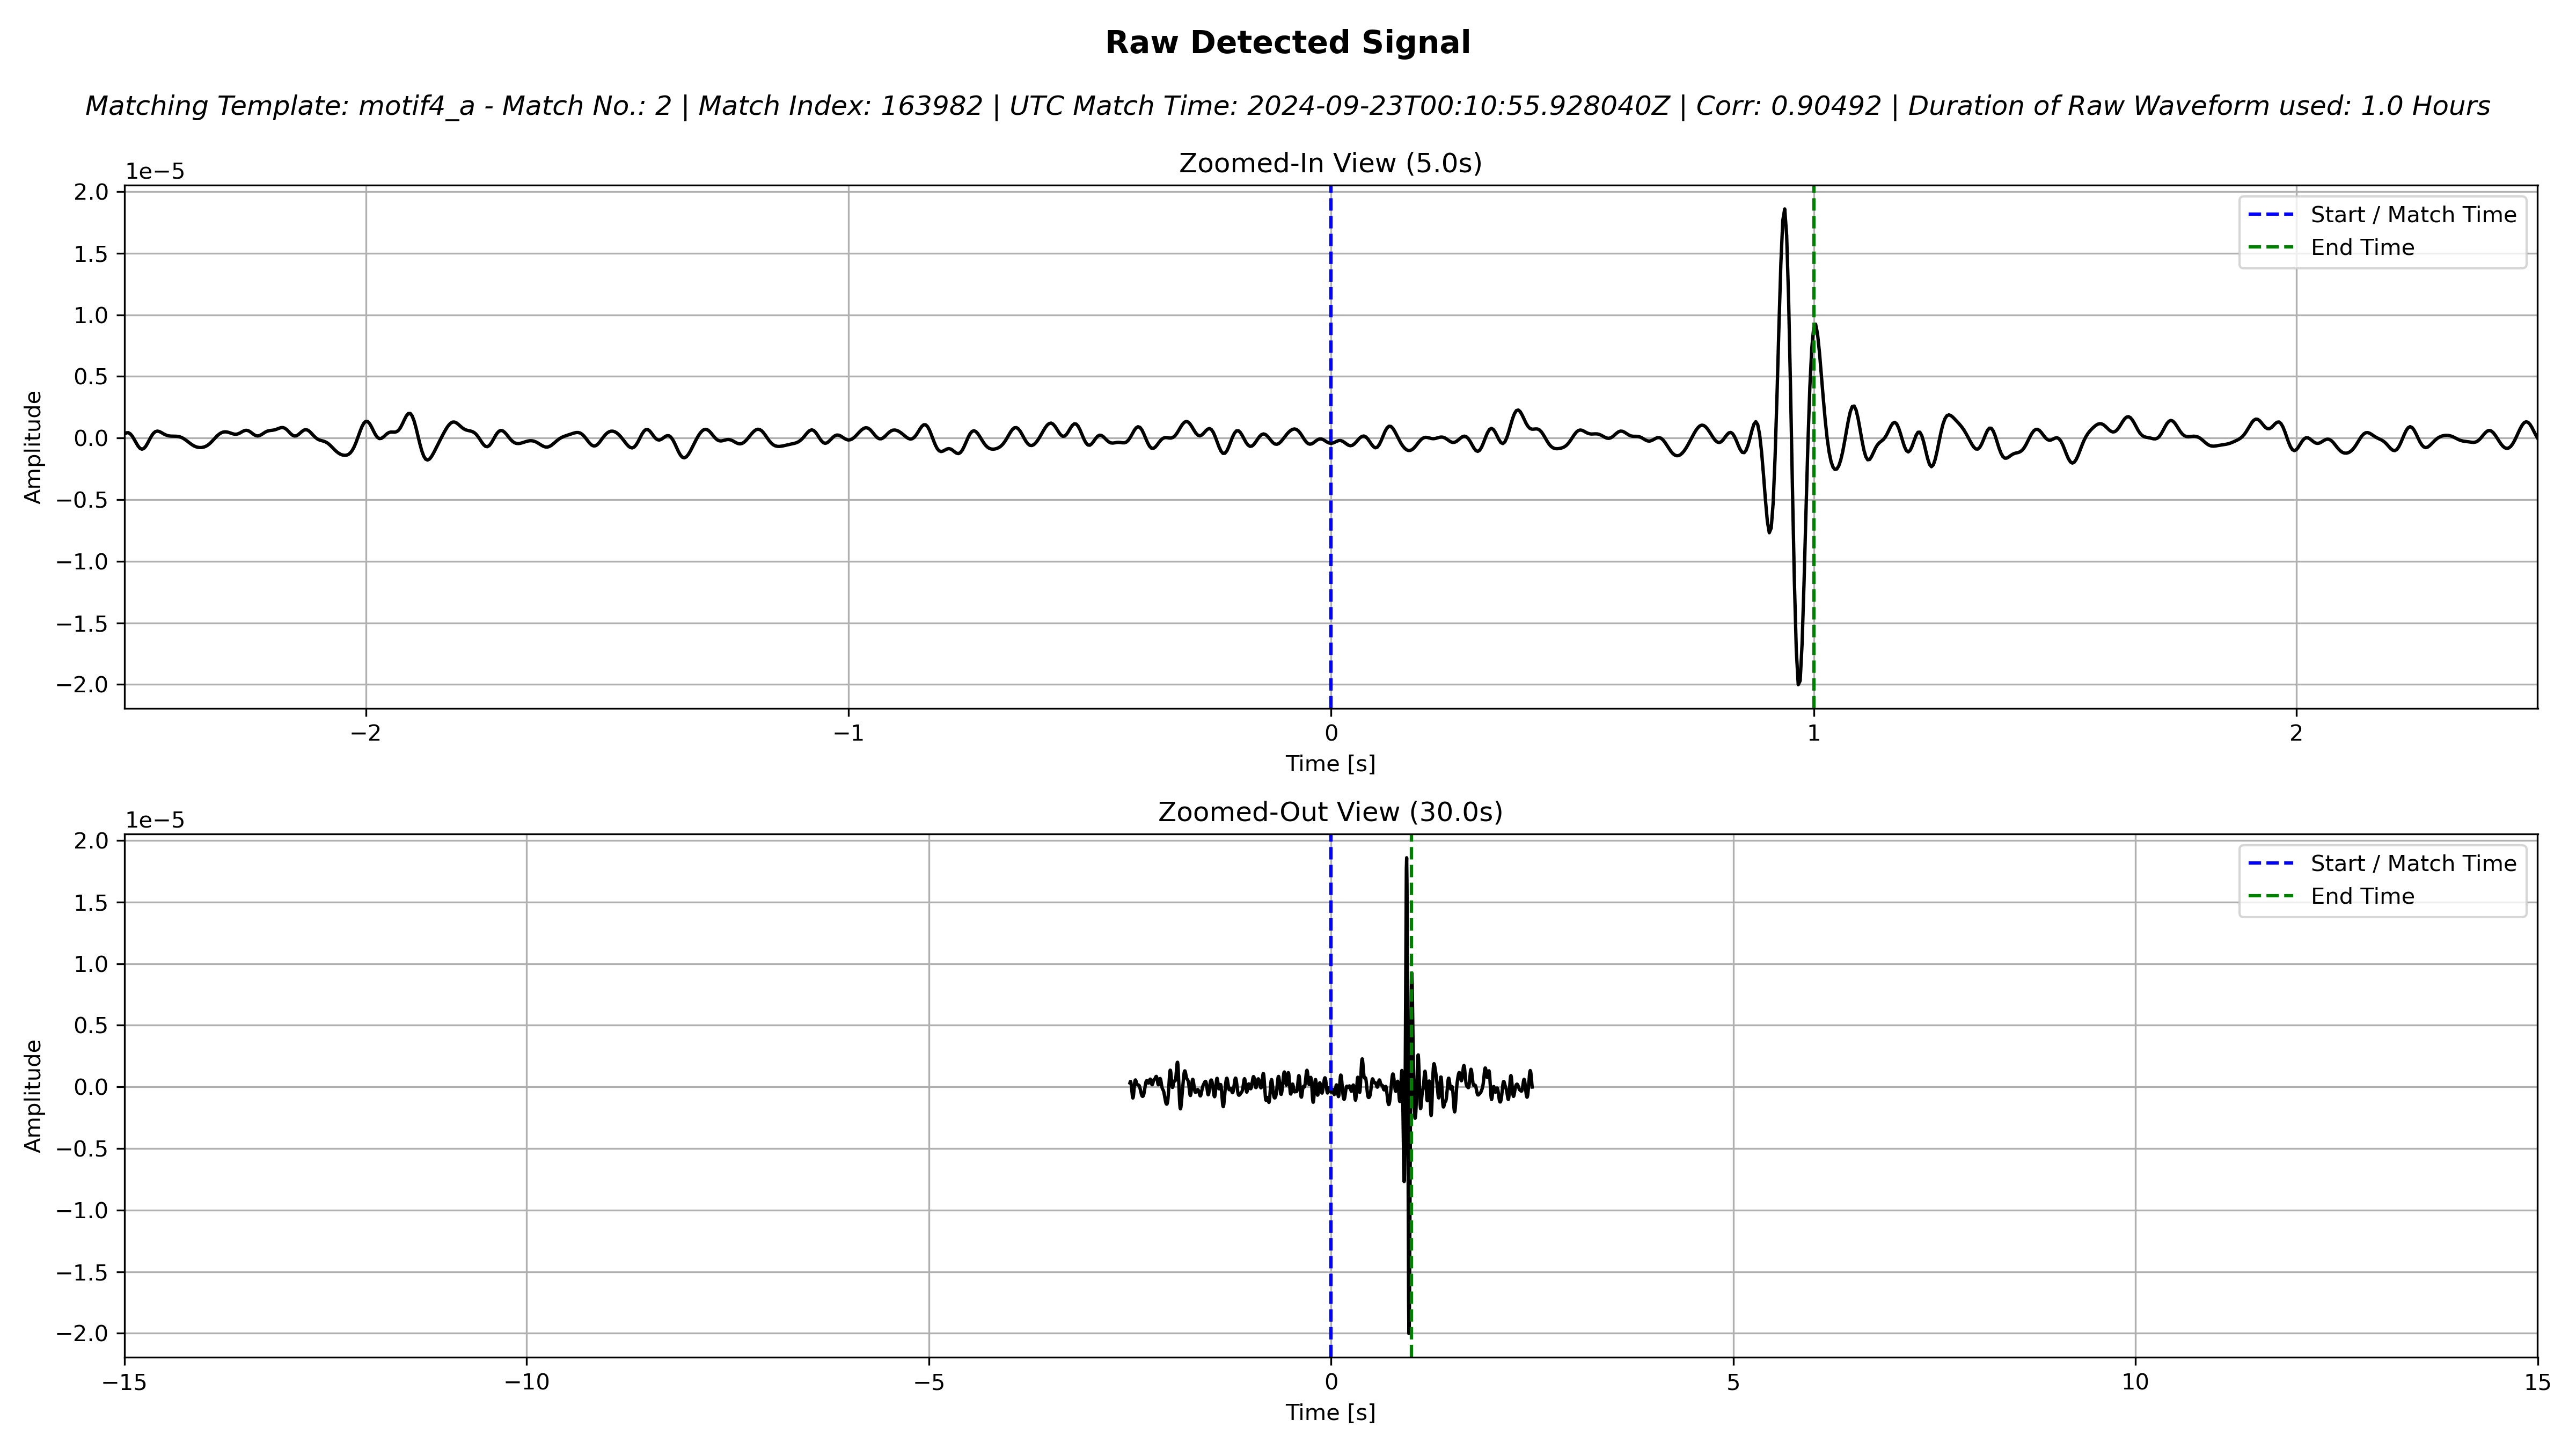 Raw Detected Signal
Matching Template: motif4_a - Match No.: 2 | Match Index: 163982 | UTC Match Time: 2024-09-23T00:10:55.928040Z | Corr: 0.90492 | Duration of Raw Waveform used: 1.0 Hours
Zoomed-In View (5.0s)
1e−5
2.0
1.5
1.0
0.5
0.0
−0.5
−1.0
−1.5
−2.0
Amplitude
Start / Match Time
End Time
−2 −1 0 1 2
Time [s]
Zoomed-Out View (30.0s)
1e−5
2.0
1.5
1.0
0.5
0.0
−0.5
−1.0
−1.5
−2.0
Amplitude
Start / Match Time
End Time
−15 −10 −5 0 5 10 15
Time [s]